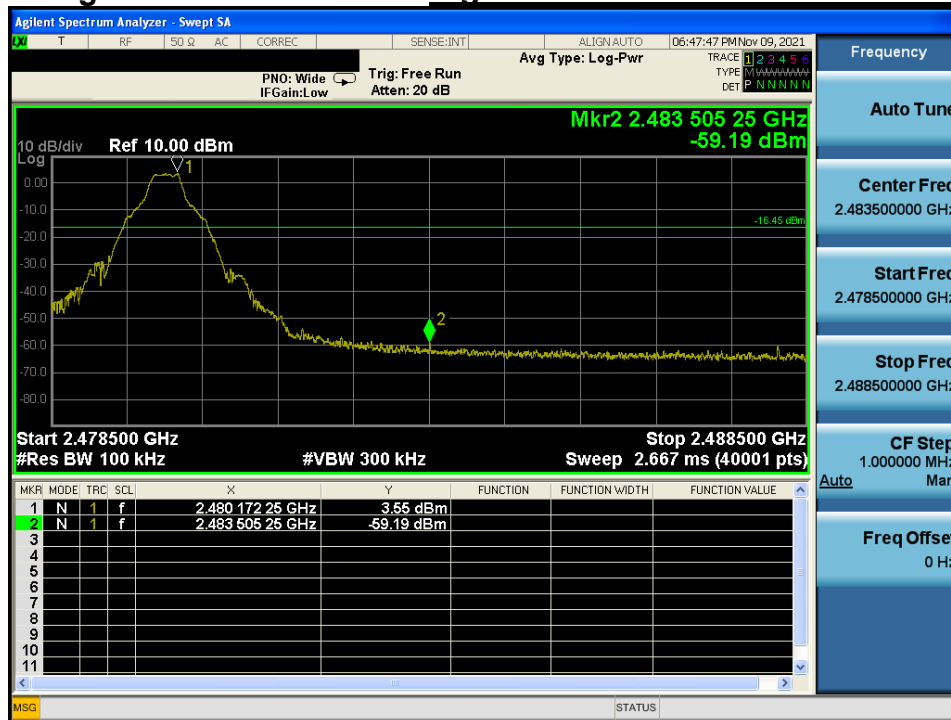 Agilent Spectrum Analyzer - Swept SA
LXI T RF 50 Ω AC CORREC SENSE:INT ALIGN AUTO 06:47:47 PM Nov 09, 2021
PNO: Wide
IFGain:Low
Trig: Free Run
Atten: 20 dB
Avg Type: Log-Pwr
TRACE 1 2 3 4 5 6
TYPE M WWWWW
DET P N N N N N
Mkr2 2.483 505 25 GHz
-59.19 dBm
10 dB/div Ref 10.00 dBm
Log
1
0.00
-10.0
-16.45 dBm
-20.0
-30.0
-40.0
-50.0
2
-60.0
-70.0
-80.0
Start 2.478500 GHz Stop 2.488500 GHz
#Res BW 100 kHz #VBW 300 kHz Sweep 2.667 ms (40001 pts)
MKR MODE TRC SCL X Y FUNCTION FUNCTION WIDTH FUNCTION VALUE
1 N 1 f 2.480 172 25 GHz 3.55 dBm
2 N 1 f 2.483 505 25 GHz -59.19 dBm
3
4
5
6
7
8
9
10
11
MSG STATUS
Frequency
Auto Tune
Center Freq
2.483500000 GHz
Start Freq
2.478500000 GHz
Stop Freq
2.488500000 GHz
CF Step
1.000000 MHz
Auto Man
Freq Offset
0 Hz